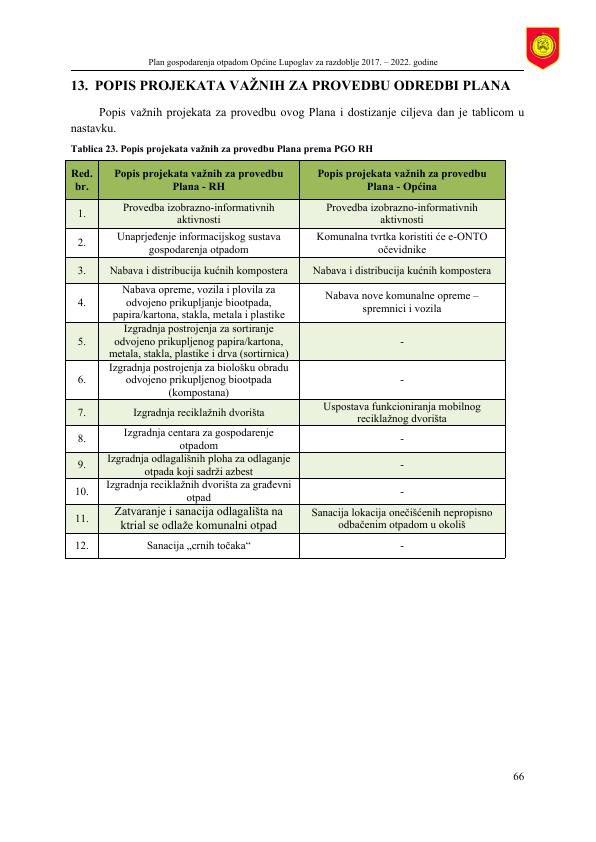 Plan gospodarenja otpadom Općine Lupoglav za razdoblje 2017. – 2022. godine
13. POPIS PROJEKATA VAŽNIH ZA PROVEDBU ODREDBI PLANA
Popis važnih projekata za provedbu ovog Plana i dostizanje ciljeva dan je tablicom u
nastavku.
Tablica 23. Popis projekata važnih za provedbu Plana prema PGO RH
Red.
br.
Popis projekata važnih za provedbu
Plana - RH
Popis projekata važnih za provedbu
Plana - Općina
1.
Provedba izobrazno-informativnih
aktivnosti
Provedba izobrazno-informativnih
aktivnosti
2.
Unaprjeđenje informacijskog sustava
gospodarenja otpadom
Komunalna tvrtka koristiti će e-ONTO
očevidnike
3.
Nabava i distribucija kućnih kompostera
Nabava i distribucija kućnih kompostera
4.
Nabava opreme, vozila i plovila za
odvojeno prikupljanje biootpada,
papira/kartona, stakla, metala i plastike
Nabava nove komunalne opreme –
spremnici i vozila
5.
Izgradnja postrojenja za sortiranje
odvojeno prikupljenog papira/kartona,
metala, stakla, plastike i drva (sortirnica)
-
6.
Izgradnja postrojenja za biološku obradu
odvojeno prikupljenog biootpada
(kompostana)
-
7.
Izgradnja reciklažnih dvorišta
Uspostava funkcioniranja mobilnog
reciklažnog dvorišta
8.
Izgradnja centara za gospodarenje
otpadom
-
9.
Izgradnja odlagališnih ploha za odlaganje
otpada koji sadrži azbest
-
10.
Izgradnja reciklažnih dvorišta za građevni
otpad
-
11.
Zatvaranje i sanacija odlagališta na
ktrial se odlaže komunalni otpad
Sanacija lokacija onečišćenih nepropisno
odbačenim otpadom u okoliš
12.
Sanacija „crnih točaka“
-
66